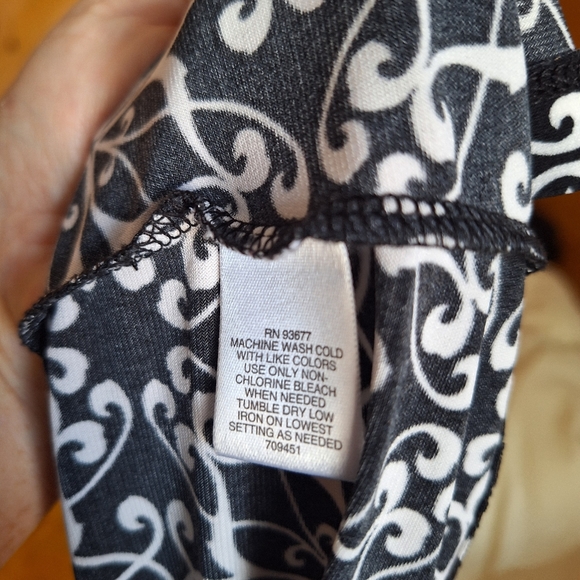 RN 93677
MACHINE WASH COLD
WITH LIKE COLORS
USE ONLY NON-
CHLORINE BLEACH
WHEN NEEDED
TUMBLE DRY LOW
IRON ON LOWEST
SETTING AS NEEDED
709451